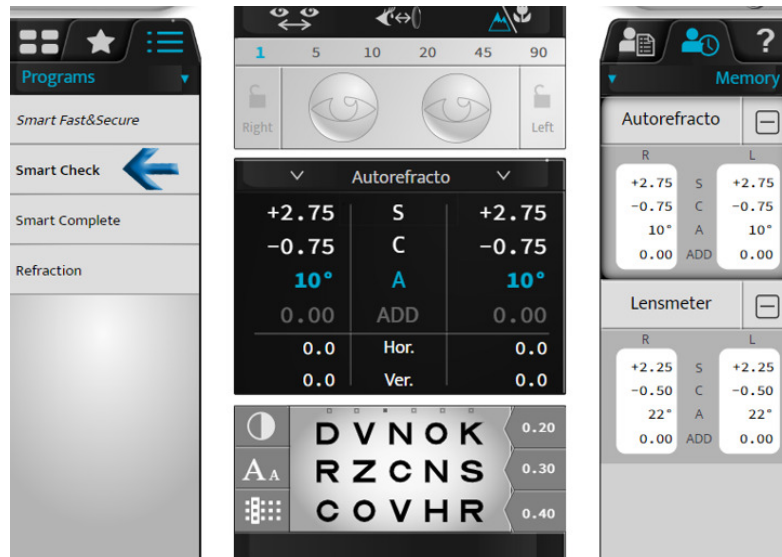 Programs
Smart Fast&Secure
Smart Check
Smart Complete
Refraction
1 5 10 20 45 90
Right Left
Autorefracto
+2.75 S +2.75
−0.75 C −0.75
10° A 10°
0.00 ADD 0.00
0.0 Hor. 0.0
0.0 Ver. 0.0
D V N O K 0.20
AA R Z C N S 0.30
C O V H R 0.40
?
Memory
Autorefracto
R L
+2.75 S +2.75
−0.75 C −0.75
10° A 10°
0.00 ADD 0.00
Lensmeter
R L
+2.25 S +2.25
−0.50 C −0.50
22° A 22°
0.00 ADD 0.00